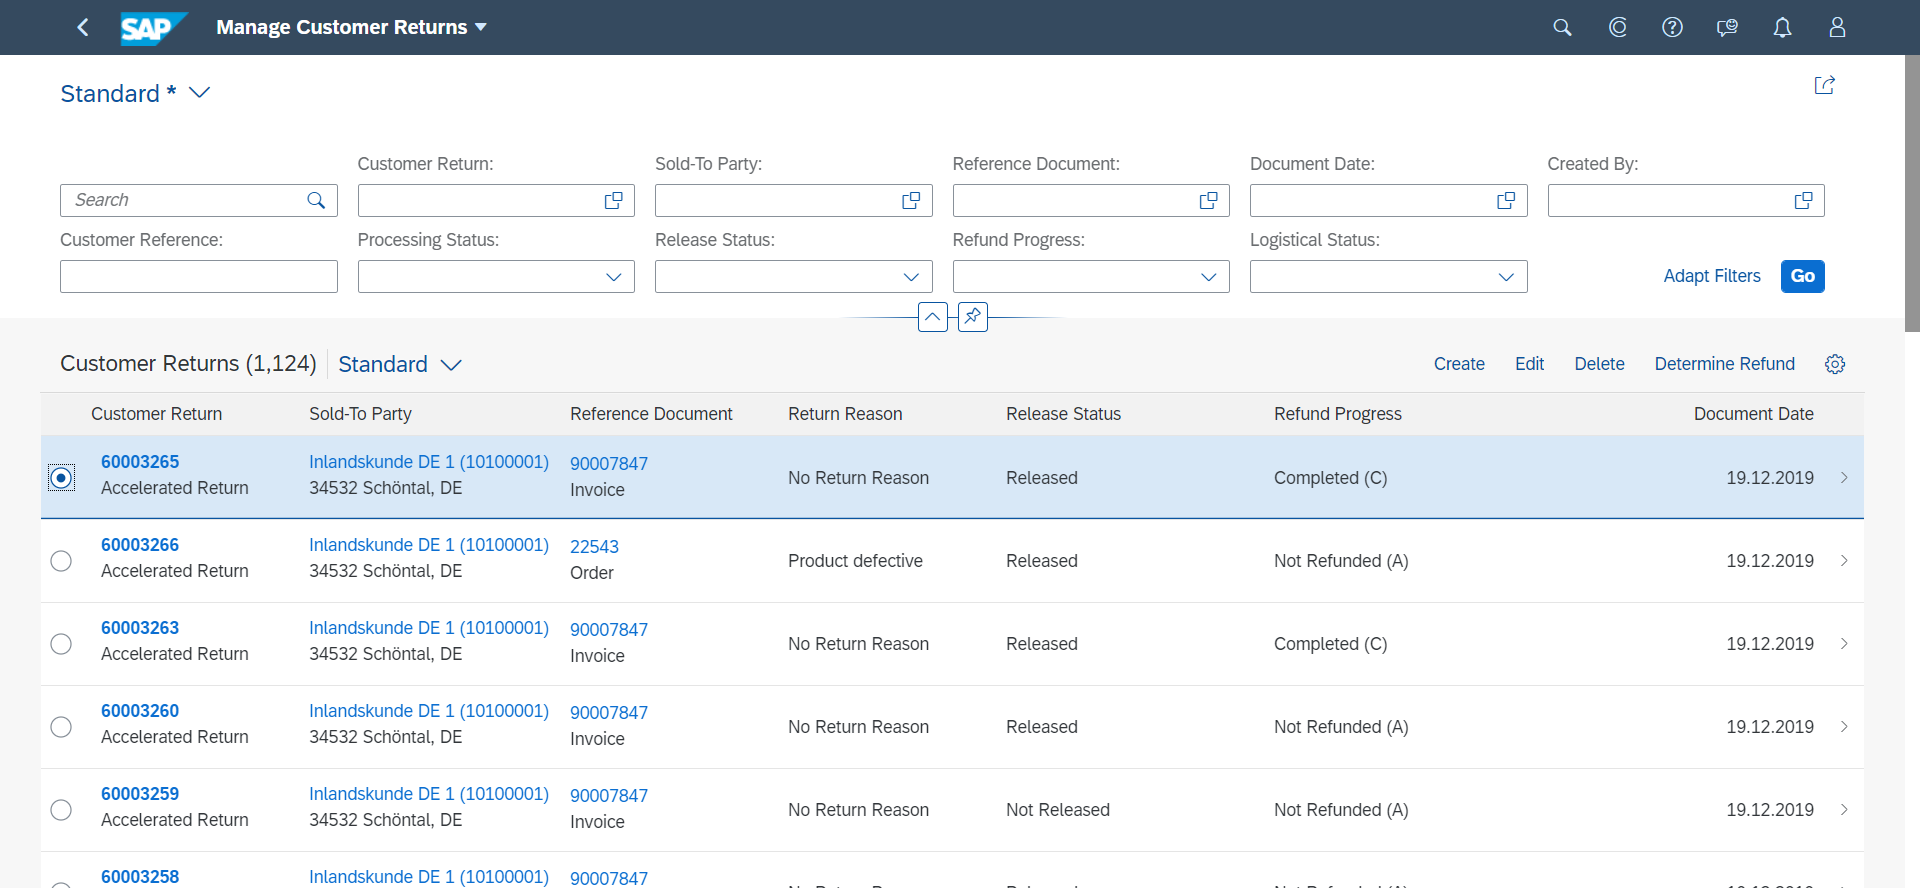 SAP Manage Customer Returns
Standard *
Customer Return: Sold-To Party: Reference Document: Document Date: Created By:
Search
Customer Reference: Processing Status: Release Status: Refund Progress: Logistical Status:
Adapt Filters Go
Customer Returns (1,124) Standard Create Edit Delete Determine Refund
Customer Return Sold-To Party Reference Document Return Reason Release Status Refund Progress Document Date
60003265 Inlandskunde DE 1 (10100001) 90007847
No Return Reason Released Completed (C) 19.12.2019
Accelerated Return 34532 Schöntal, DE Invoice
60003266 Inlandskunde DE 1 (10100001) 22543
Product defective Released Not Refunded (A) 19.12.2019
Accelerated Return 34532 Schöntal, DE Order
60003263 Inlandskunde DE 1 (10100001) 90007847
No Return Reason Released Completed (C) 19.12.2019
Accelerated Return 34532 Schöntal, DE Invoice
60003260 Inlandskunde DE 1 (10100001) 90007847
No Return Reason Released Not Refunded (A) 19.12.2019
Accelerated Return 34532 Schöntal, DE Invoice
60003259 Inlandskunde DE 1 (10100001) 90007847
No Return Reason Not Released Not Refunded (A) 19.12.2019
Accelerated Return 34532 Schöntal, DE Invoice
60003258 Inlandskunde DE 1 (10100001) 90007847